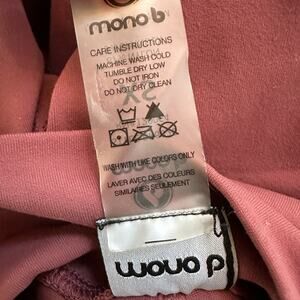 mono b
CARE INSTRUCTIONS
MACHINE WASH COLD
TUMBLE DRY LOW
DO NOT IRON
DO NOT DRY CLEAN
WASH WITH LIKE COLORS ONLY
LAVER AVEC DES COULEURS
SIMILAIRES SEULEMENT
mono b